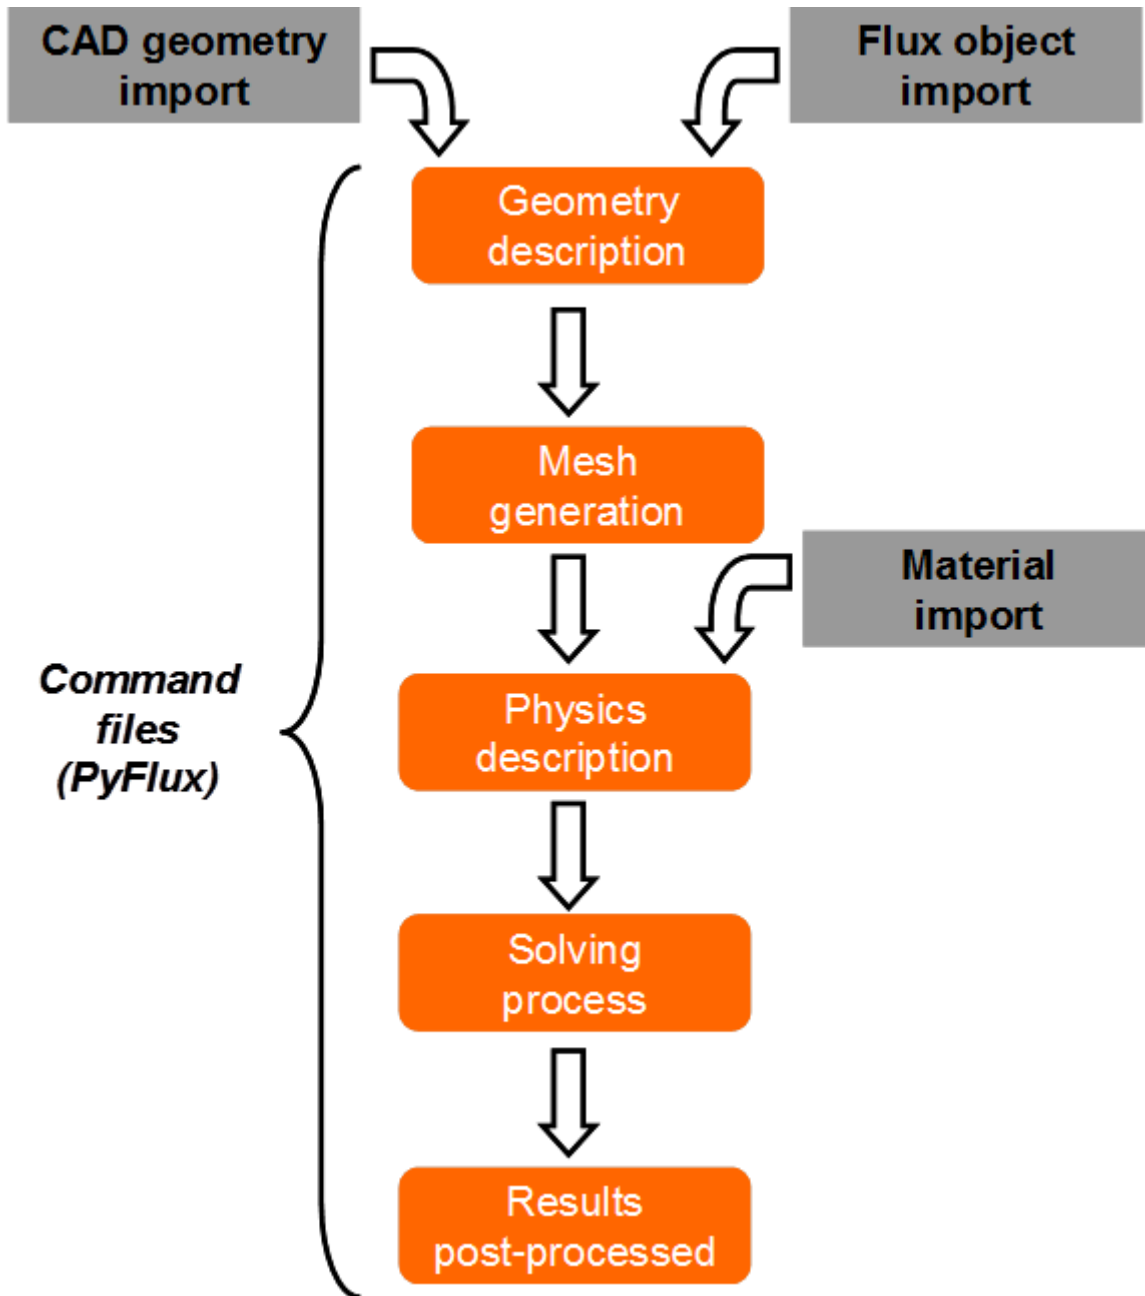 CAD geometry
import
Flux object
import
Geometry
description
Mesh
generation
Material
import
Command
files
(PyFlux)
Physics
description
Solving
process
Results
post-processed